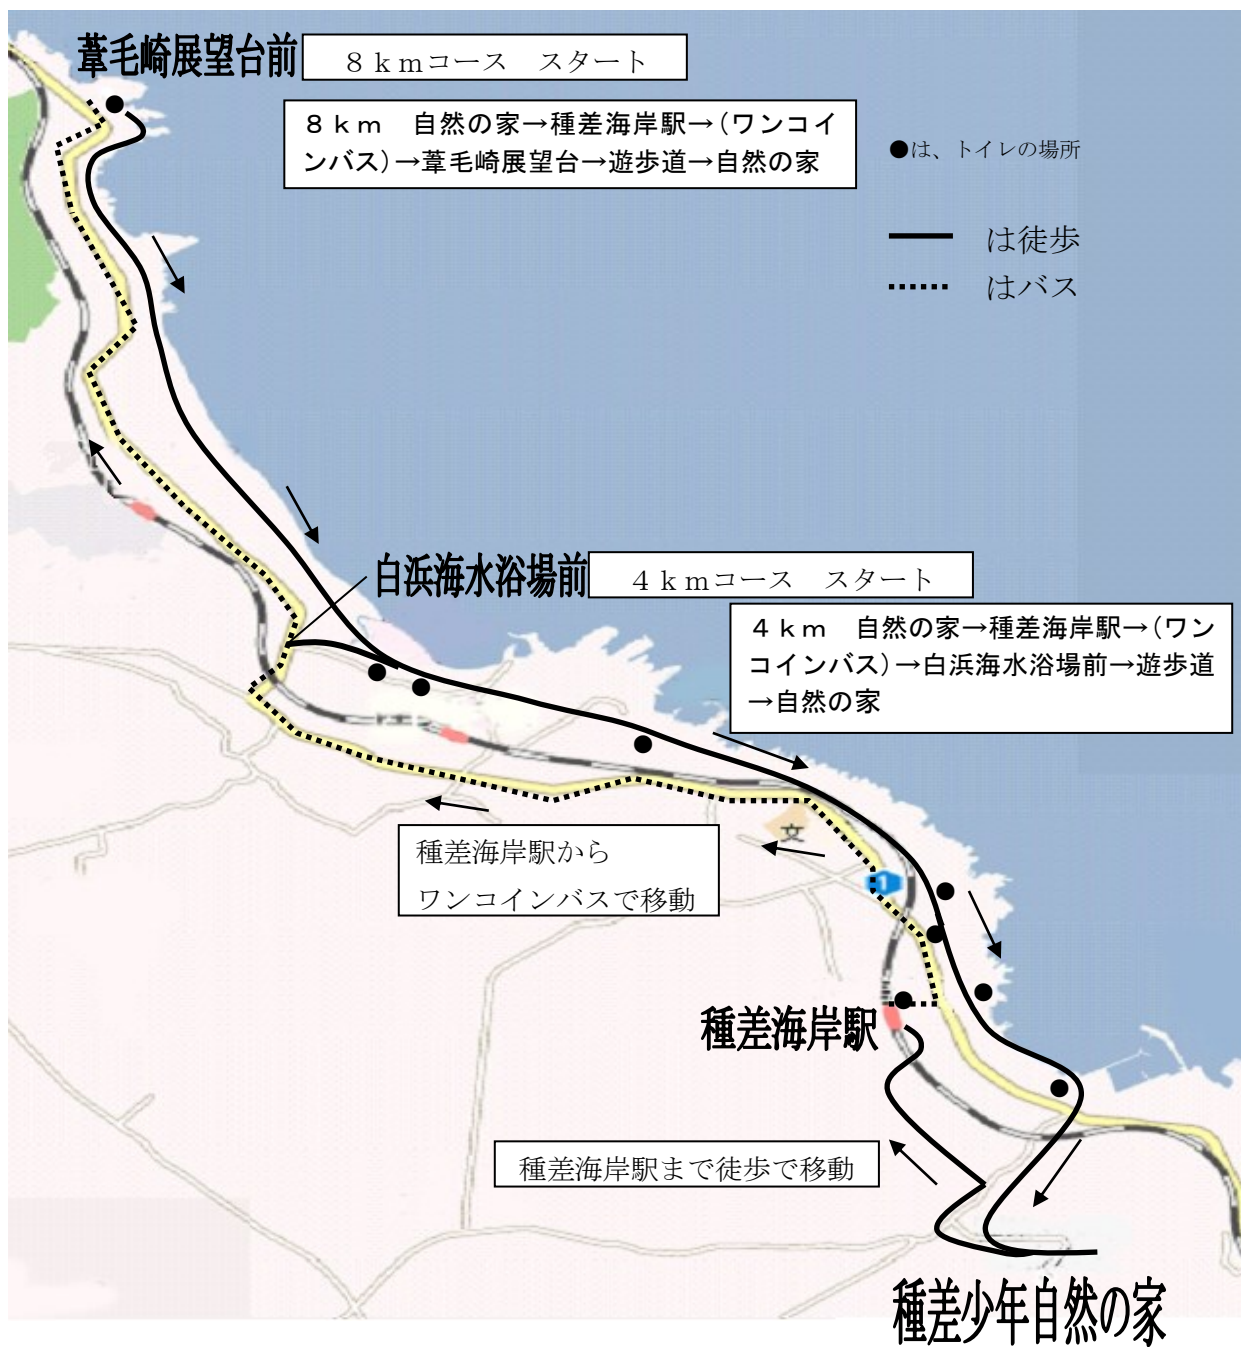 葦毛崎展望台前
８ｋｍコース　スタート
８ｋｍ　自然の家→種差海岸駅→（ワンコイ
ンバス）→葦毛崎展望台→遊歩道→自然の家
●は、トイレの場所
は徒歩
はバス
白浜海水浴場前
４ｋｍコース　スタート
４ｋｍ　自然の家→種差海岸駅→（ワン
コインバス）→白浜海水浴場前→遊歩道
→自然の家
文
種差海岸駅から
ワンコインバスで移動
1
種差海岸駅
種差海岸駅まで徒歩で移動
種差少年自然の家